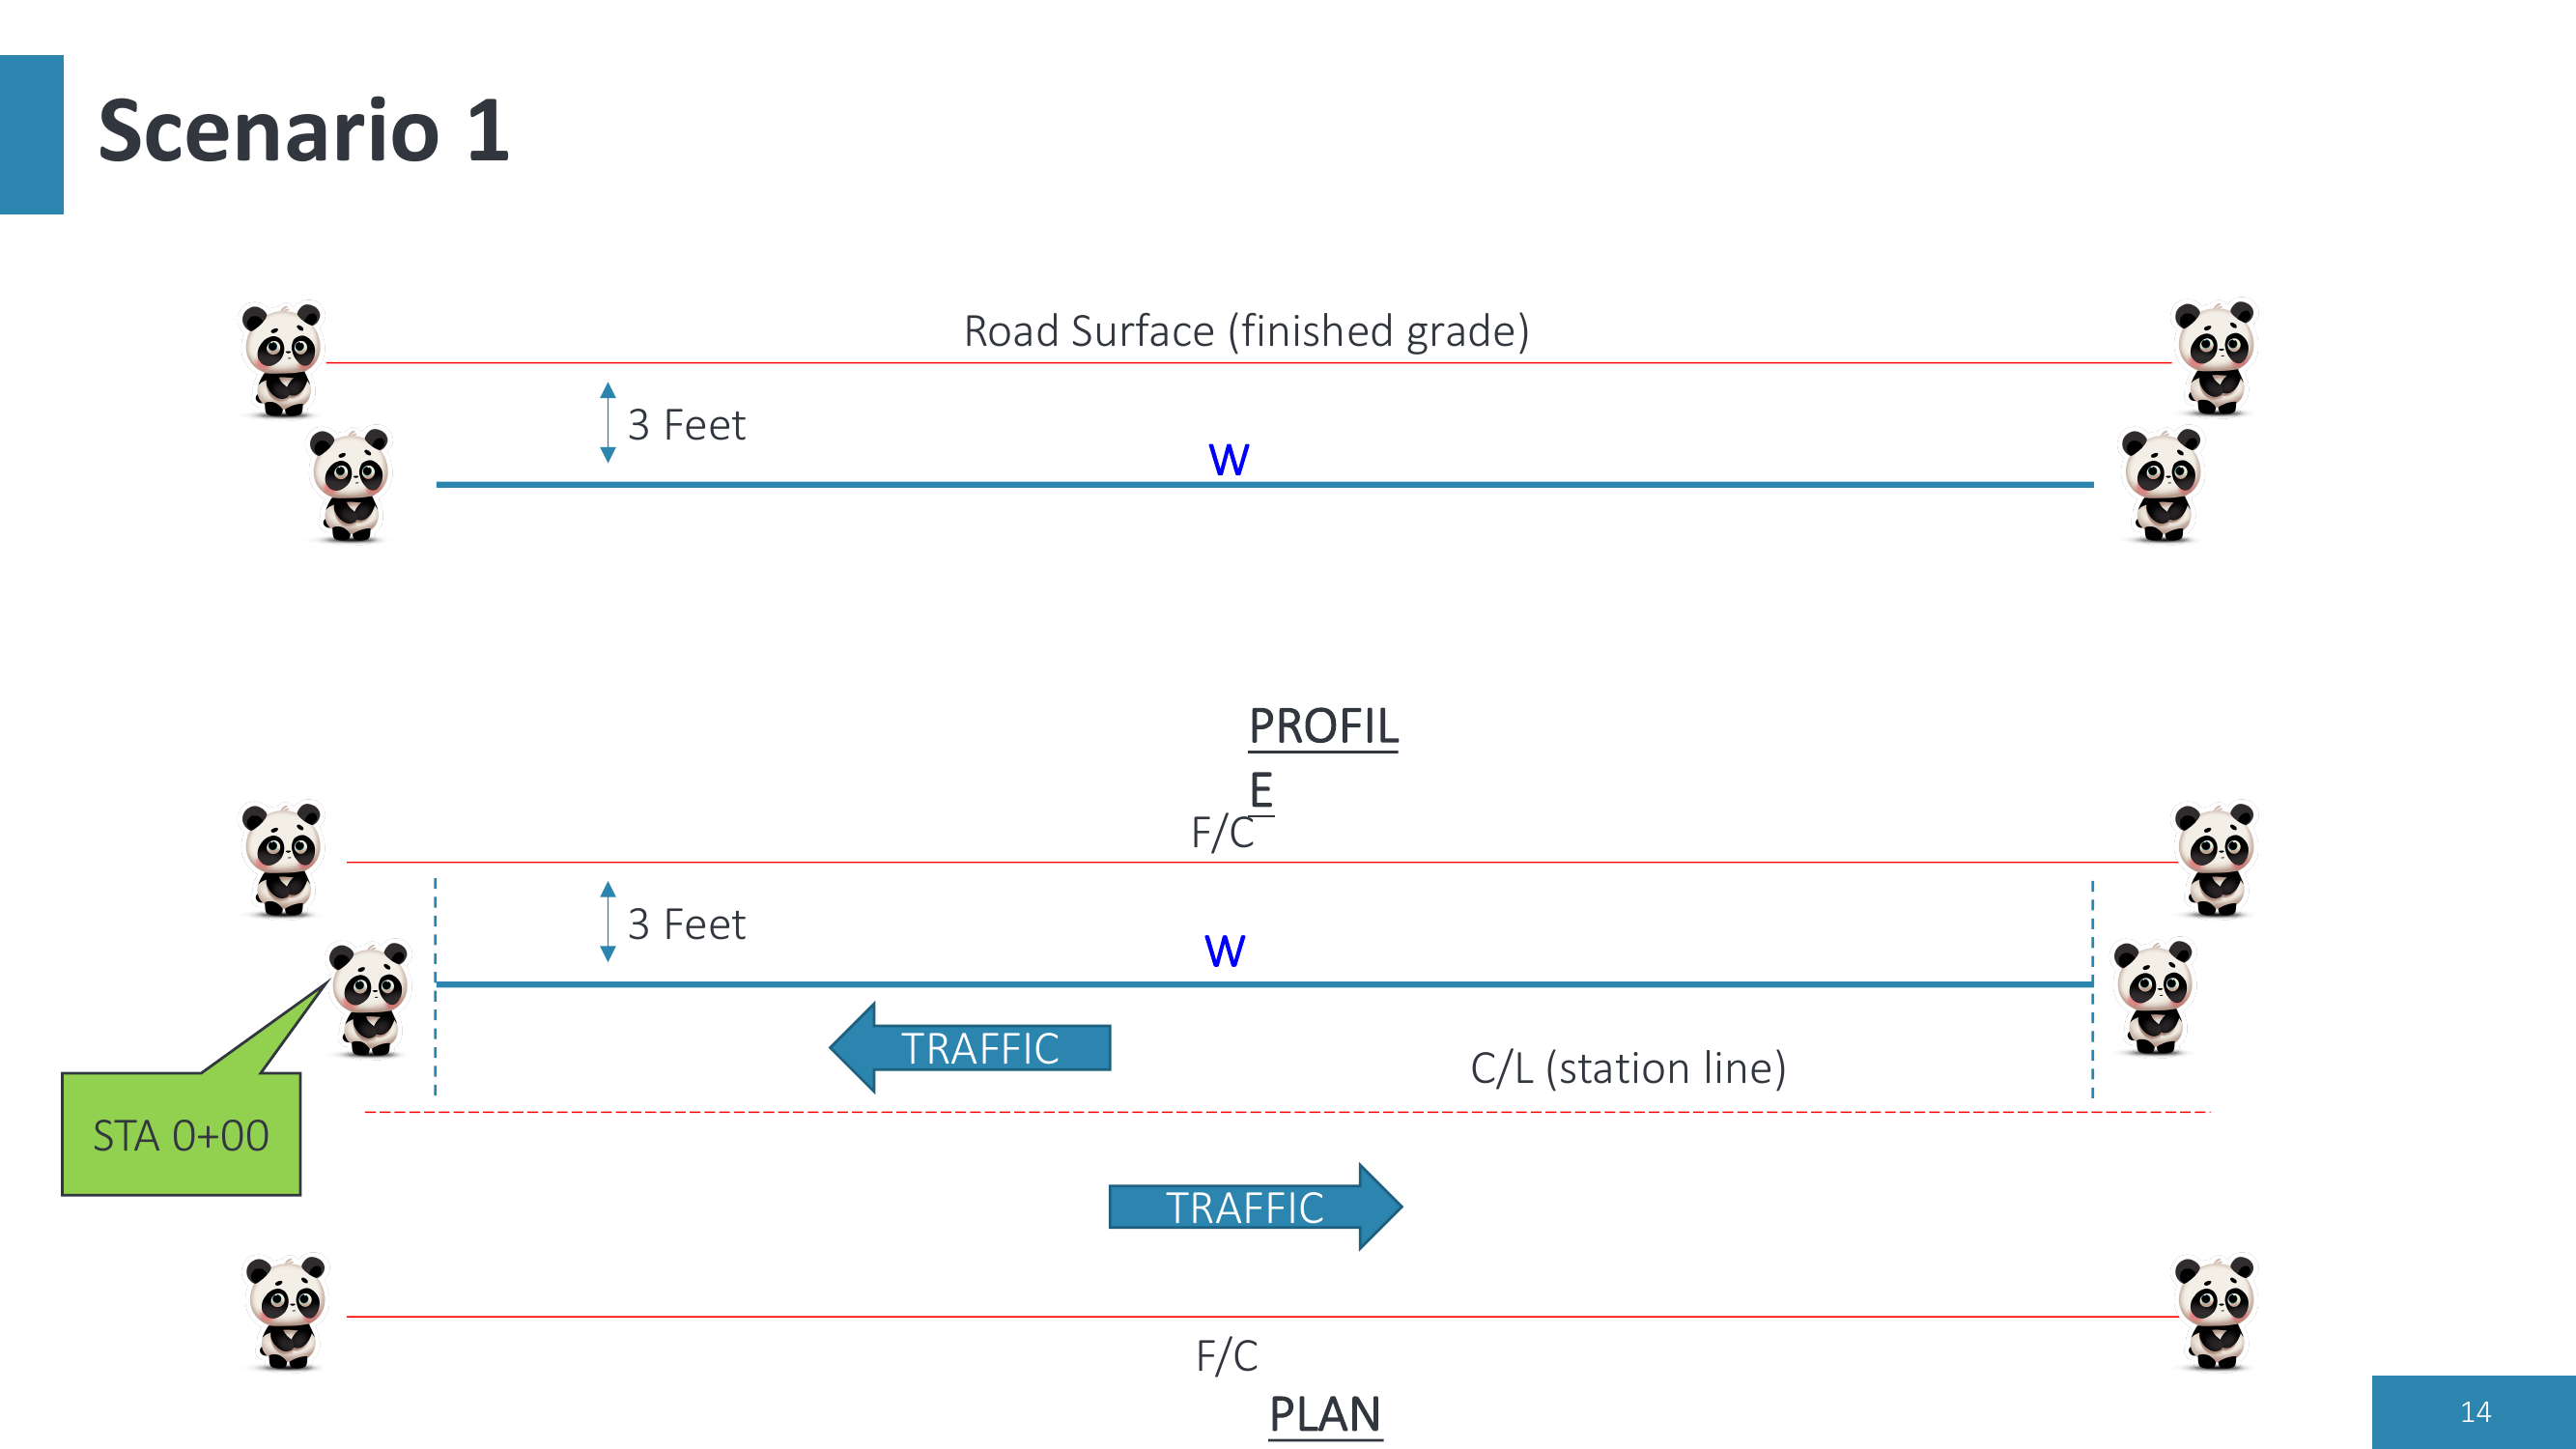 Scenario 1
Road Surface (finished grade)
3 Feet
W
PROFIL
E
F/C
3 Feet
W
TRAFFIC
C/L (station line)
STA 0+00
TRAFFIC
F/C
PLAN
14